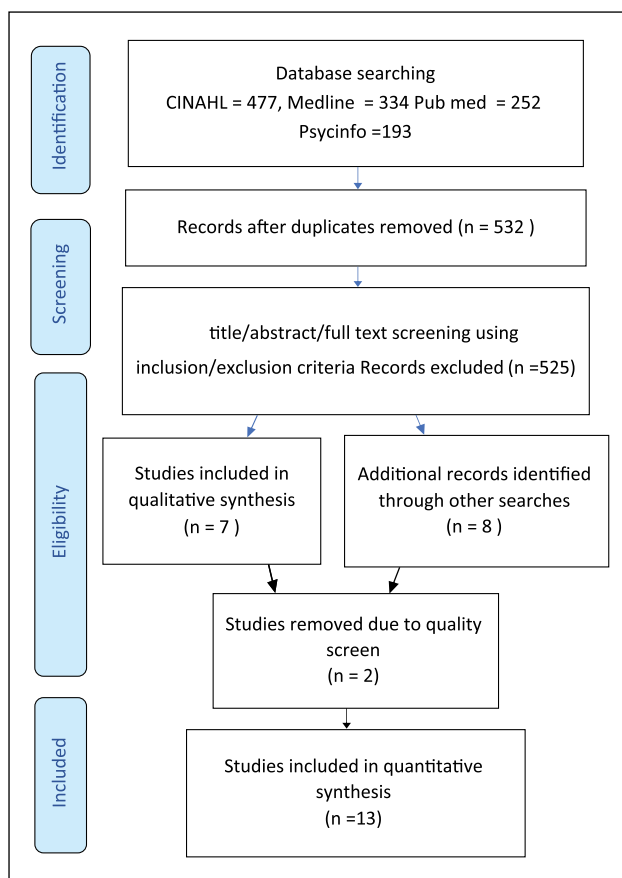 Identification
Database searching
CINAHL = 477, Medline = 334 Pub med = 252
Psycinfo =193
Records after duplicates removed (n = 532 )
Screening
title/abstract/full text screening using
inclusion/exclusion criteria Records excluded (n =525)
Eligibility
Studies included in
qualitative synthesis
(n = 7 )
Additional records identified
through other searches
(n = 8 )
Studies removed due to quality
screen
(n = 2)
Included
Studies included in quantitative
synthesis
(n =13)